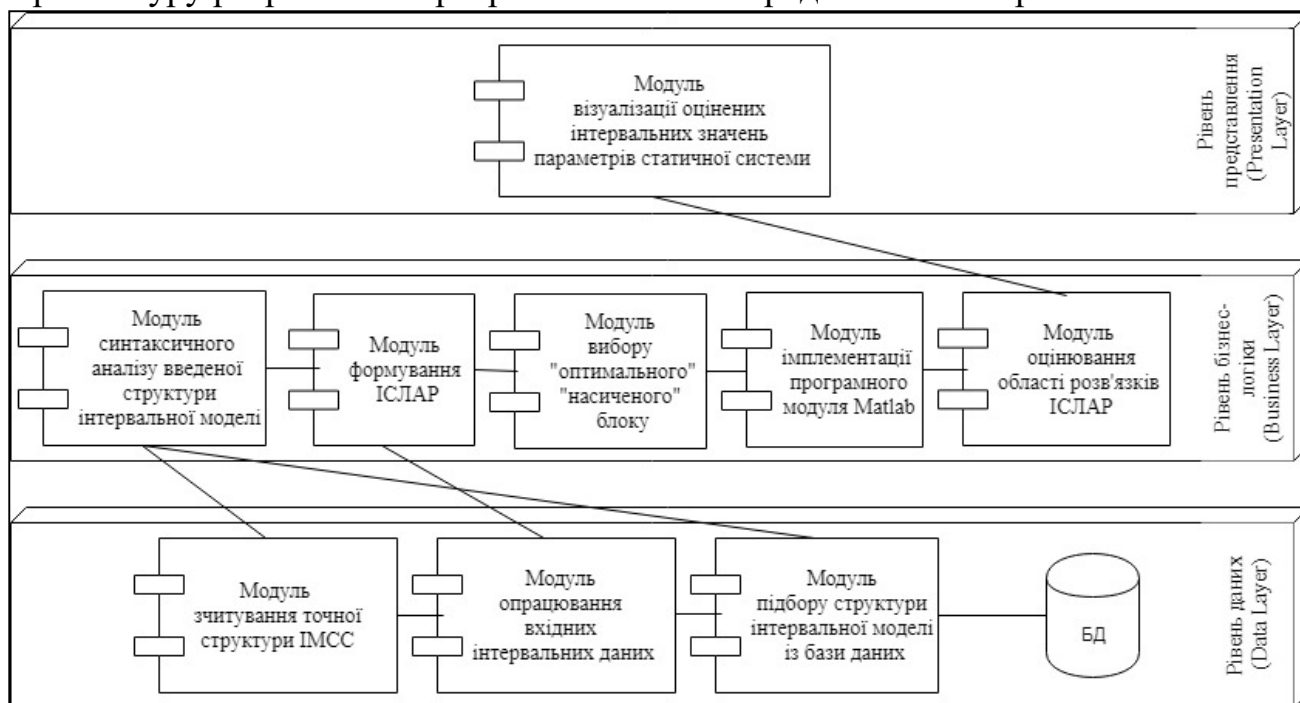 Модуль
візуалізації оцінених
інтервальних значень
параметрів статичної системи
Рівень
представлення
(Presentation
Layer)
Модуль
синтаксичного
аналізу введеної
структури
інтервальної моделі
Модуль
формування
ІСЛАР
Модуль
вибору
"оптимального"
"насиченого"
блоку
Модуль
імплементації
програмного
модуля Matlab
Модуль
оцінювання
області розв'язків
ІСЛАР
Рівень бізнес-
логіки
(Business Layer)
Модуль
зчитування точної
структури ІМСС
Модуль
опрацювання
вхідних
інтервальних даних
Модуль
підбору структури
інтервальної моделі
із бази даних
БД
Рівень даних
(Data Layer)